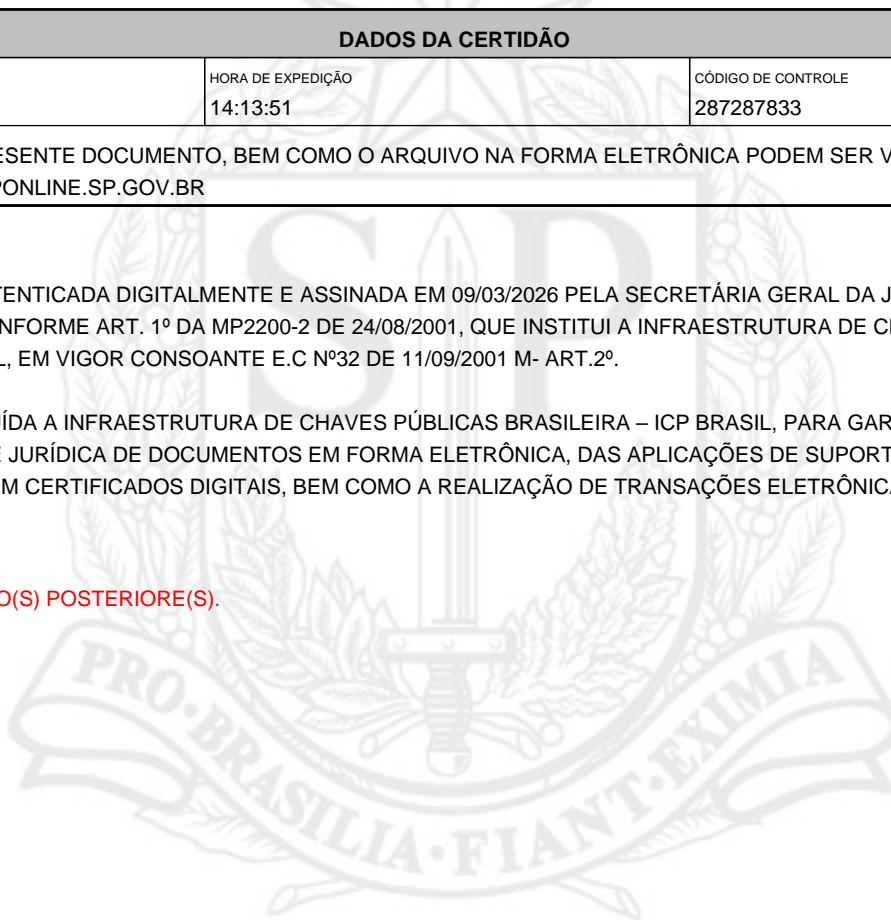 DADOS DA CERTIDÃO
HORA DE EXPEDIÇÃO
CÓDIGO DE CONTROLE
14:13:51
287287833
ESENTE DOCUMENTO, BEM COMO O ARQUIVO NA FORMA ELETRÔNICA PODEM SER V
PONLINE.SP.GOV.BR
TENTICADA DIGITALMENTE E ASSINADA EM 09/03/2026 PELA SECRETÁRIA GERAL DA J
NFORME ART. 1º DA MP2200-2 DE 24/08/2001, QUE INSTITUI A INFRAESTRUTURA DE C
L, EM VIGOR CONSOANTE E.C Nº32 DE 11/09/2001 M- ART.2º.
ÍDA A INFRAESTRUTURA DE CHAVES PÚBLICAS BRASILEIRA – ICP BRASIL, PARA GAR
E JURÍDICA DE DOCUMENTOS EM FORMA ELETRÔNICA, DAS APLICAÇÕES DE SUPORT
M CERTIFICADOS DIGITAIS, BEM COMO A REALIZAÇÃO DE TRANSAÇÕES ELETRÔNICA
O(S) POSTERIORE(S).
SP
PRO·BRASILIA·FIANT·EXIMIA